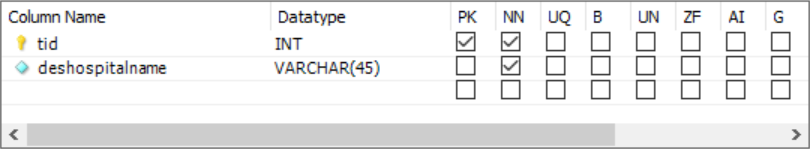 Column Name Datatype PK NN UQ B UN ZF AI G
tid INT
deshospitalname VARCHAR(45)